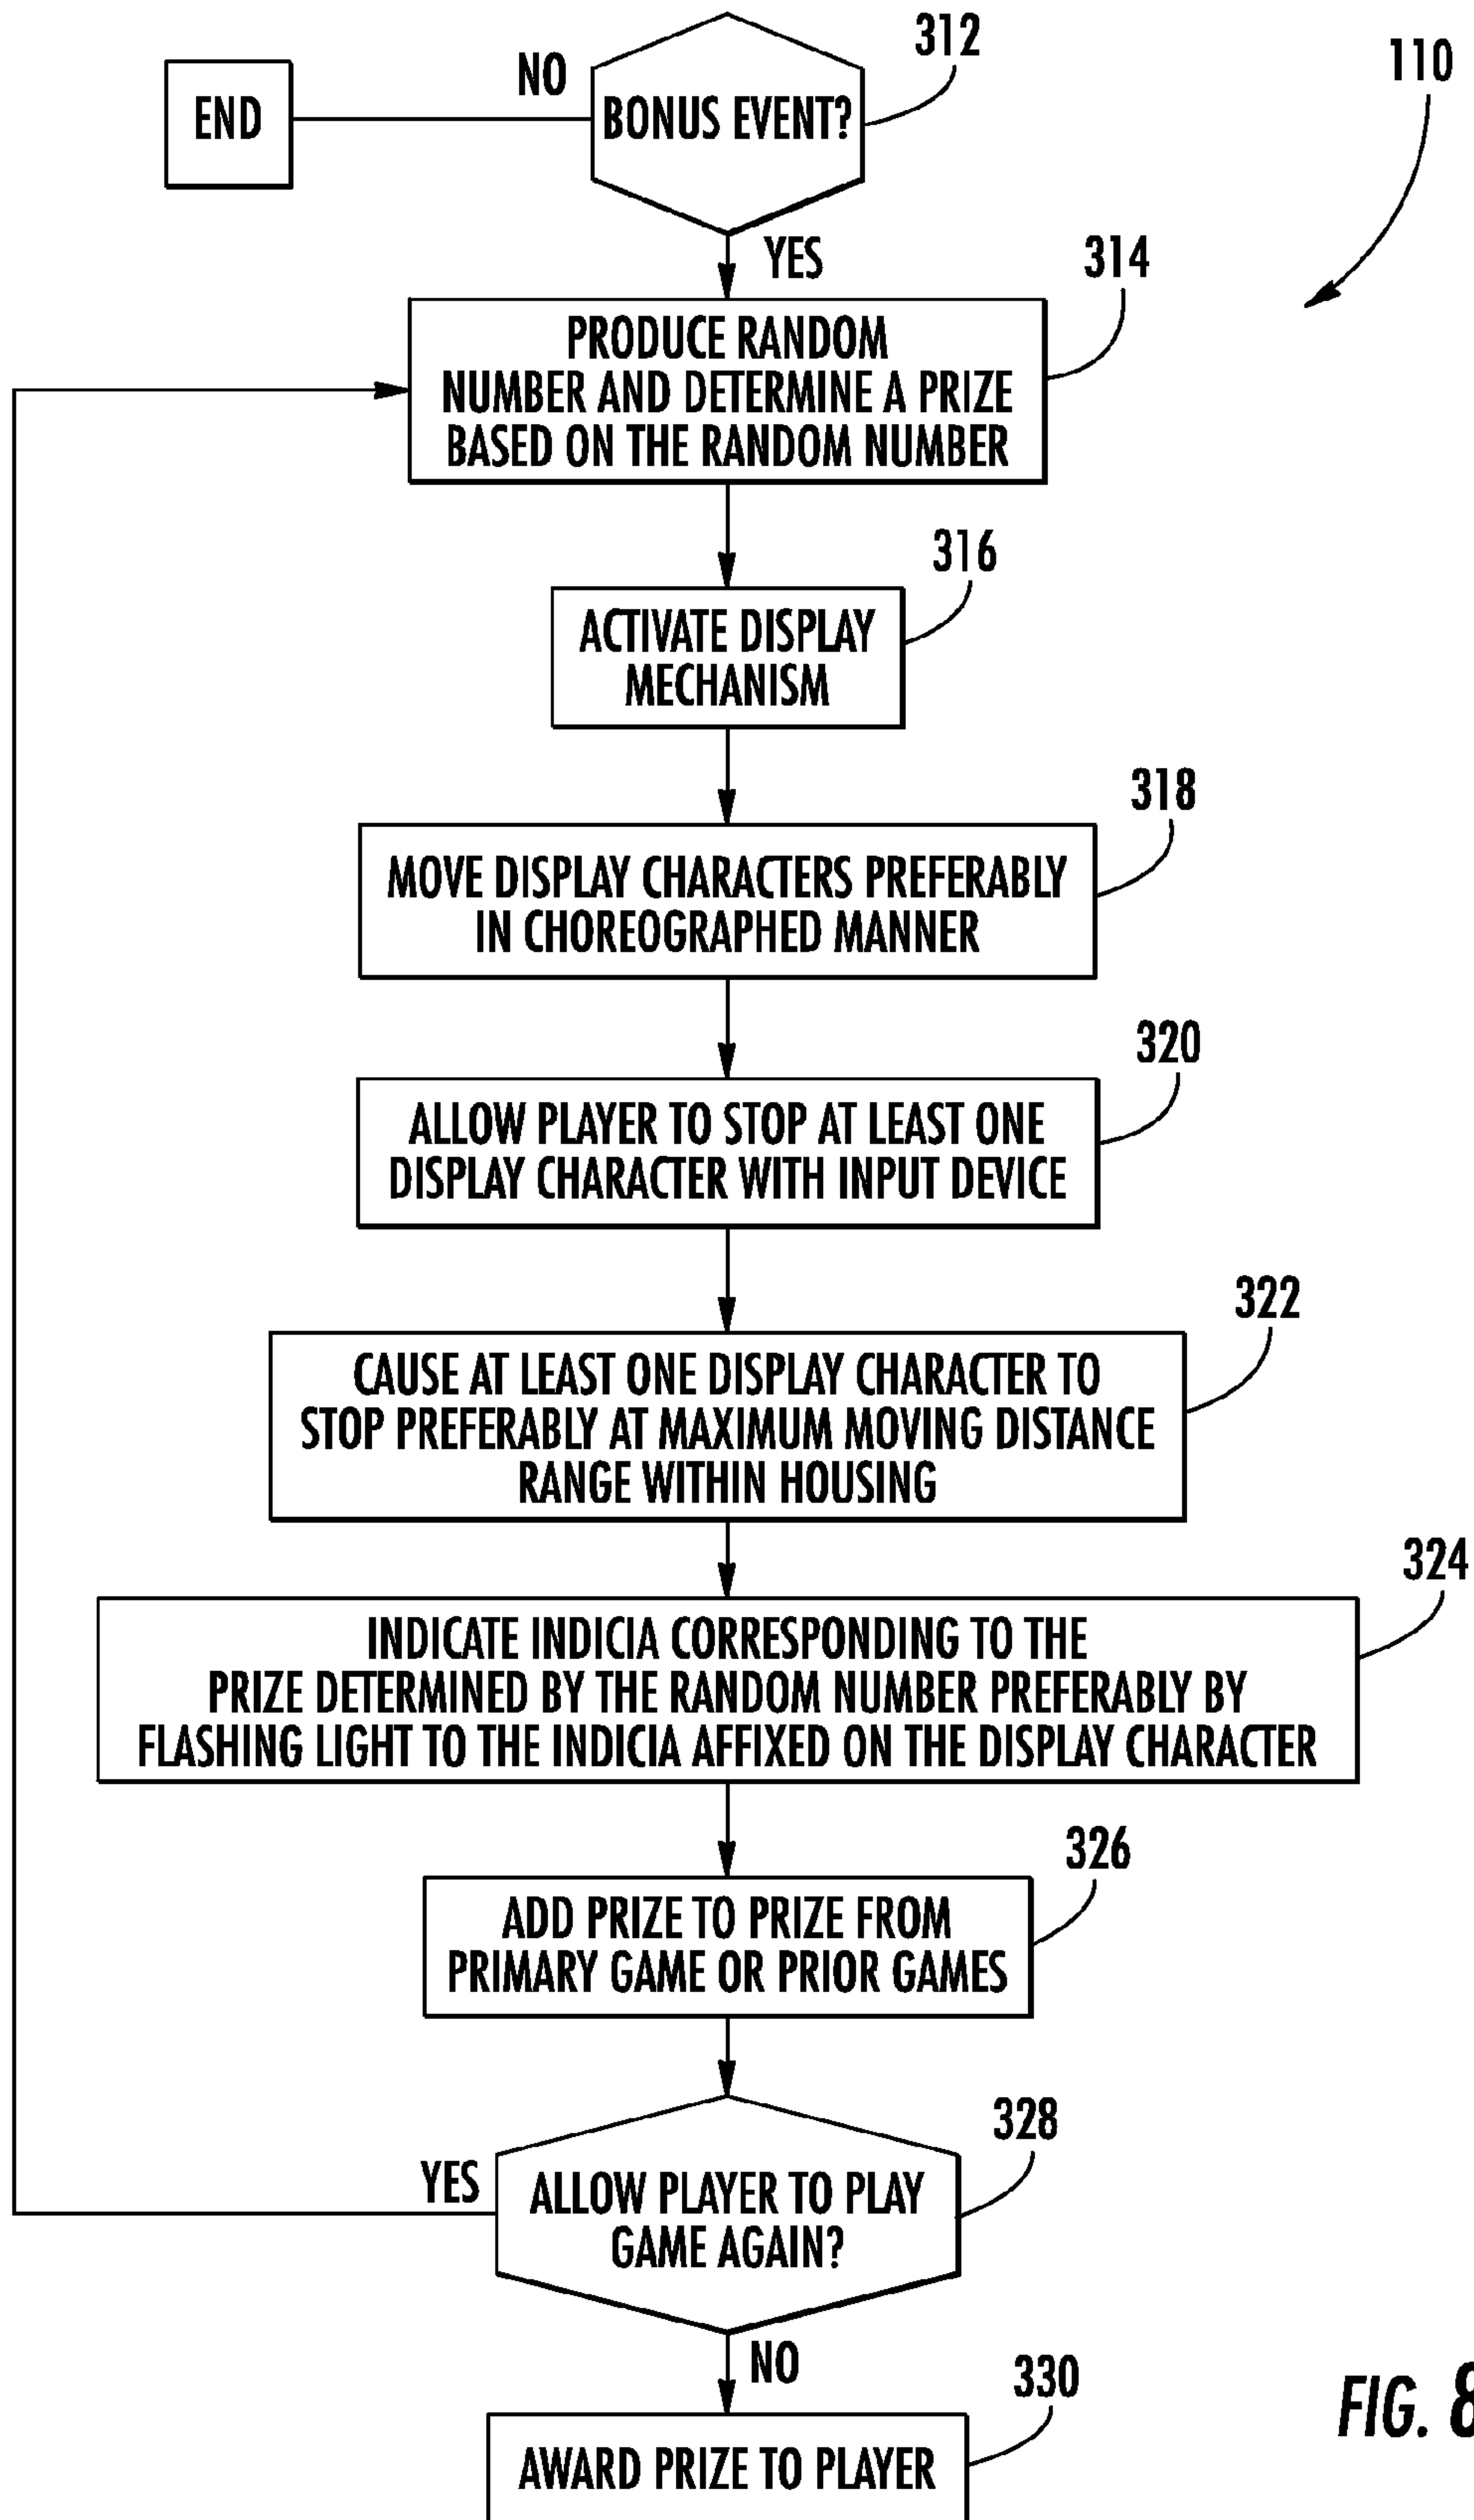 312
110
NO
END
BONUS EVENT?
YES
314
PRODUCE RANDOM
NUMBER AND DETERMINE A PRIZE
BASED ON THE RANDOM NUMBER
316
ACTIVATE DISPLAY
MECHANISM
318
MOVE DISPLAY CHARACTERS PREFERABLY
IN CHOREOGRAPHED MANNER
320
ALLOW PLAYER TO STOP AT LEAST ONE
DISPLAY CHARACTER WITH INPUT DEVICE
322
CAUSE AT LEAST ONE DISPLAY CHARACTER TO
STOP PREFERABLY AT MAXIMUM MOVING DISTANCE
RANGE WITHIN HOUSING
324
INDICATE INDICIA CORRESPONDING TO THE
PRIZE DETERMINED BY THE RANDOM NUMBER PREFERABLY BY
FLASHING LIGHT TO THE INDICIA AFFIXED ON THE DISPLAY CHARACTER
326
ADD PRIZE TO PRIZE FROM
PRIMARY GAME OR PRIOR GAMES
328
YES
ALLOW PLAYER TO PLAY
GAME AGAIN?
NO
330
AWARD PRIZE TO PLAYER
FIG. 8